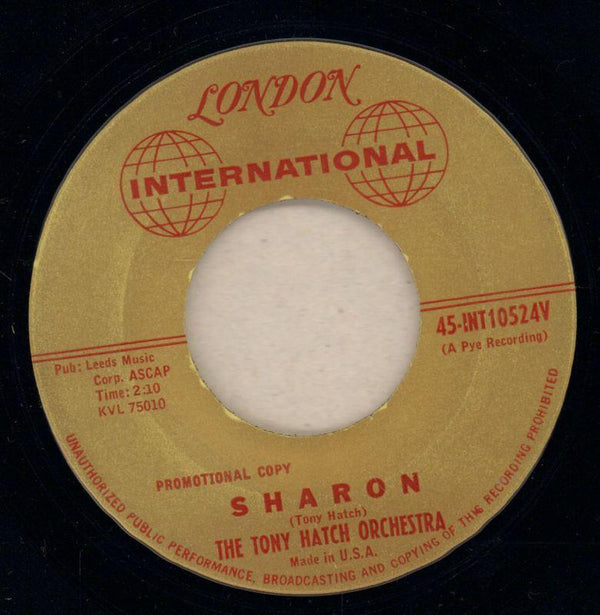 LONDON
INTERNATIONAL
45-INT10524V
(A Pye Recording)
Pub: Leeds Music
Corp. ASCAP
Time: 2:10
KVL 75010
PROMOTIONAL COPY
SHARON
(Tony Hatch)
THE TONY HATCH ORCHESTRA
Made in U.S.A.
UNAUTHORIZED PUBLIC PERFORMANCE, BROADCASTING AND COPYING OF THIS RECORDING PROHIBITED